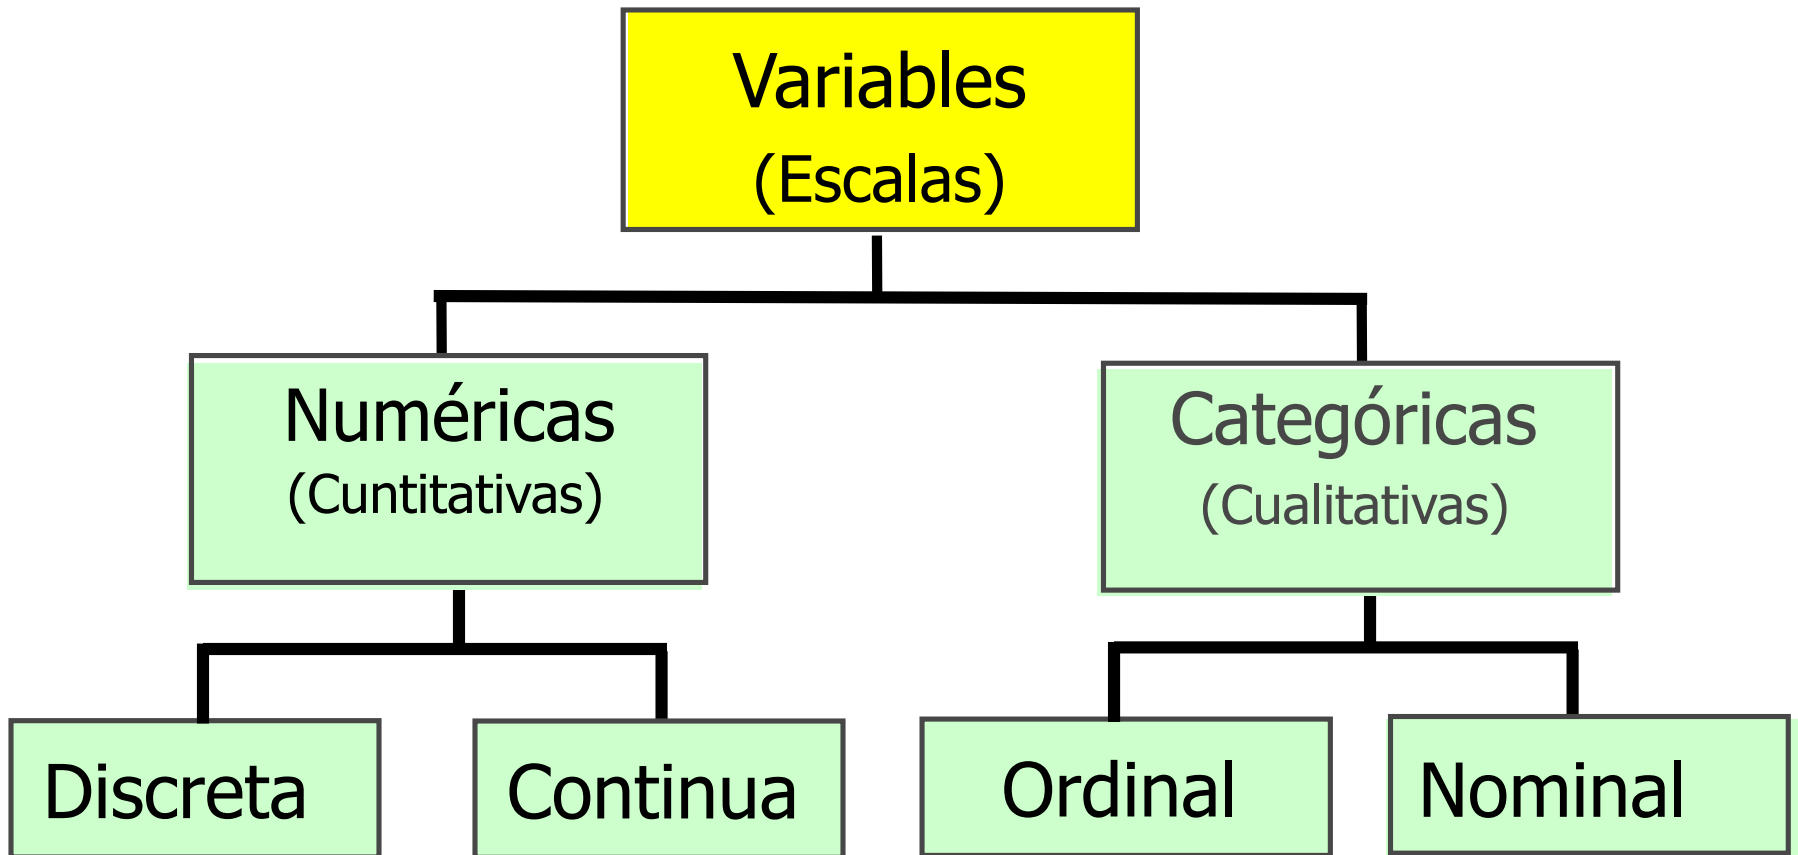 Variables
(Escalas)
Numéricas
(Cuntitativas)
Categóricas
(Cualitativas)
Discreta
Continua
Ordinal
Nominal